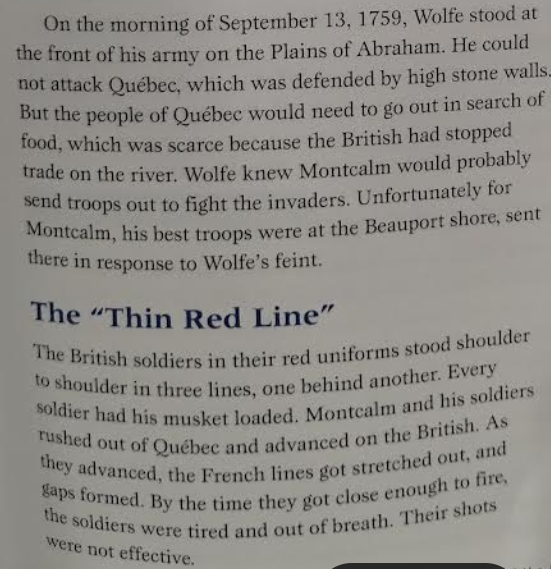 On the morning of September 13, 1759, Wolfe stood at
the front of his army on the Plains of Abraham. He could
not attack Québec, which was defended by high stone walls.
But the people of Québec would need to go out in search of
food, which was scarce because the British had stopped
trade on the river. Wolfe knew Montcalm would probably
send troops out to fight the invaders. Unfortunately for
Montcalm, his best troops were at the Beauport shore, sent
there in response to Wolfe's feint.
The “Thin Red Line”
The British soldiers in their red uniforms stood shoulder
to shoulder in three lines, one behind another. Every
soldier had his musket loaded. Montcalm and his soldiers
rushed out of Québec and advanced on the British. As
they advanced, the French lines got stretched out, and
gaps formed. By the time they got close enough to fire,
the soldiers were tired and out of breath. Their shots
were not effective.